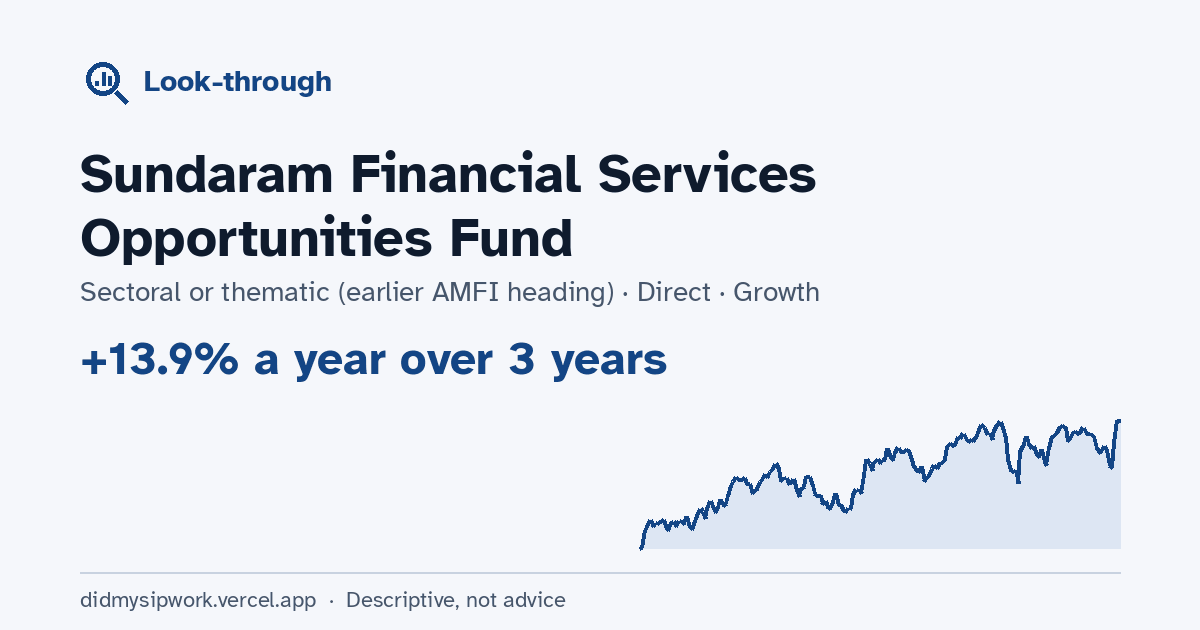 Look-through
Sundaram Financial Services
Opportunities Fund
Sectoral or thematic (earlier AMFI heading) · Direct · Growth
+13.9% a year over 3 years
didmysipwork.vercel.app · Descriptive, not advice